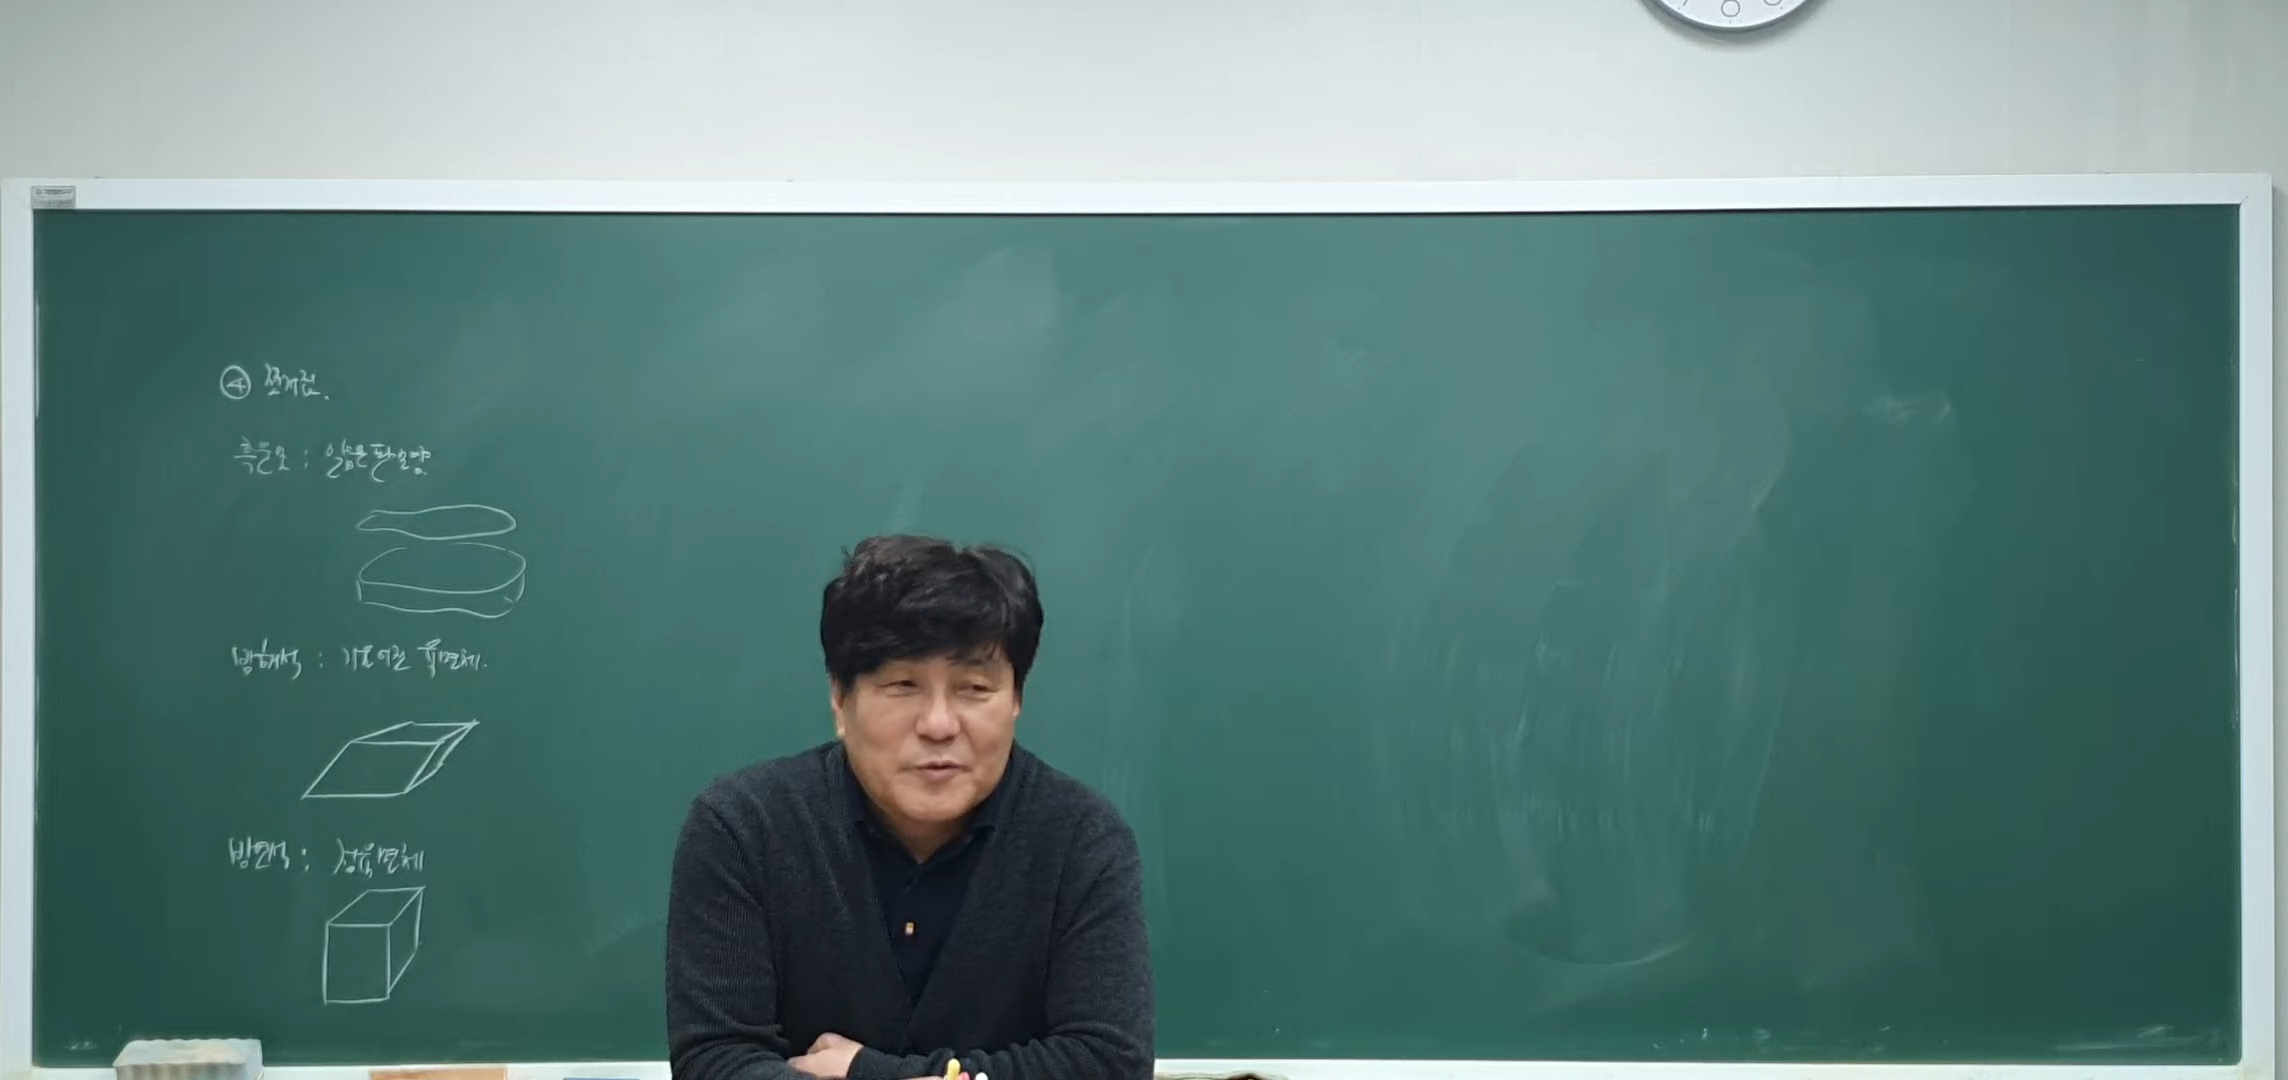 ④ 쪼개짐.
흑운모 : 얇은 판 모양
방해석 : 기울어진 육면체.
방연석 : 정육면체